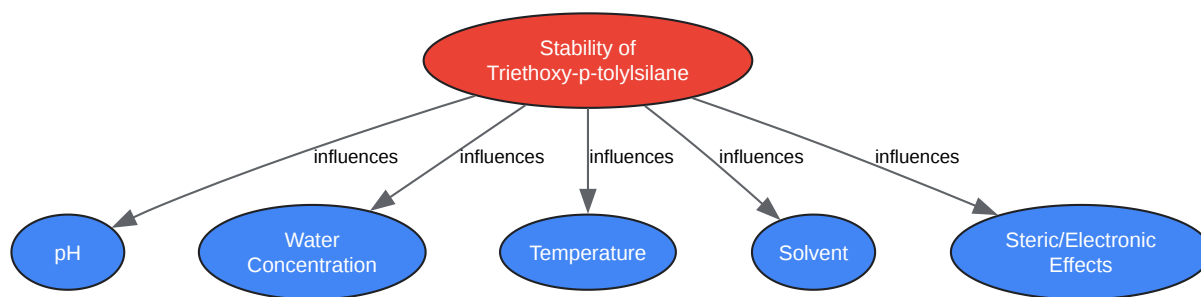 Stability of
Triethoxy-p-tolylsilane
influences
influences
influences
influences
influences
pH
Water
Concentration
Temperature
Solvent
Steric/Electronic
Effects